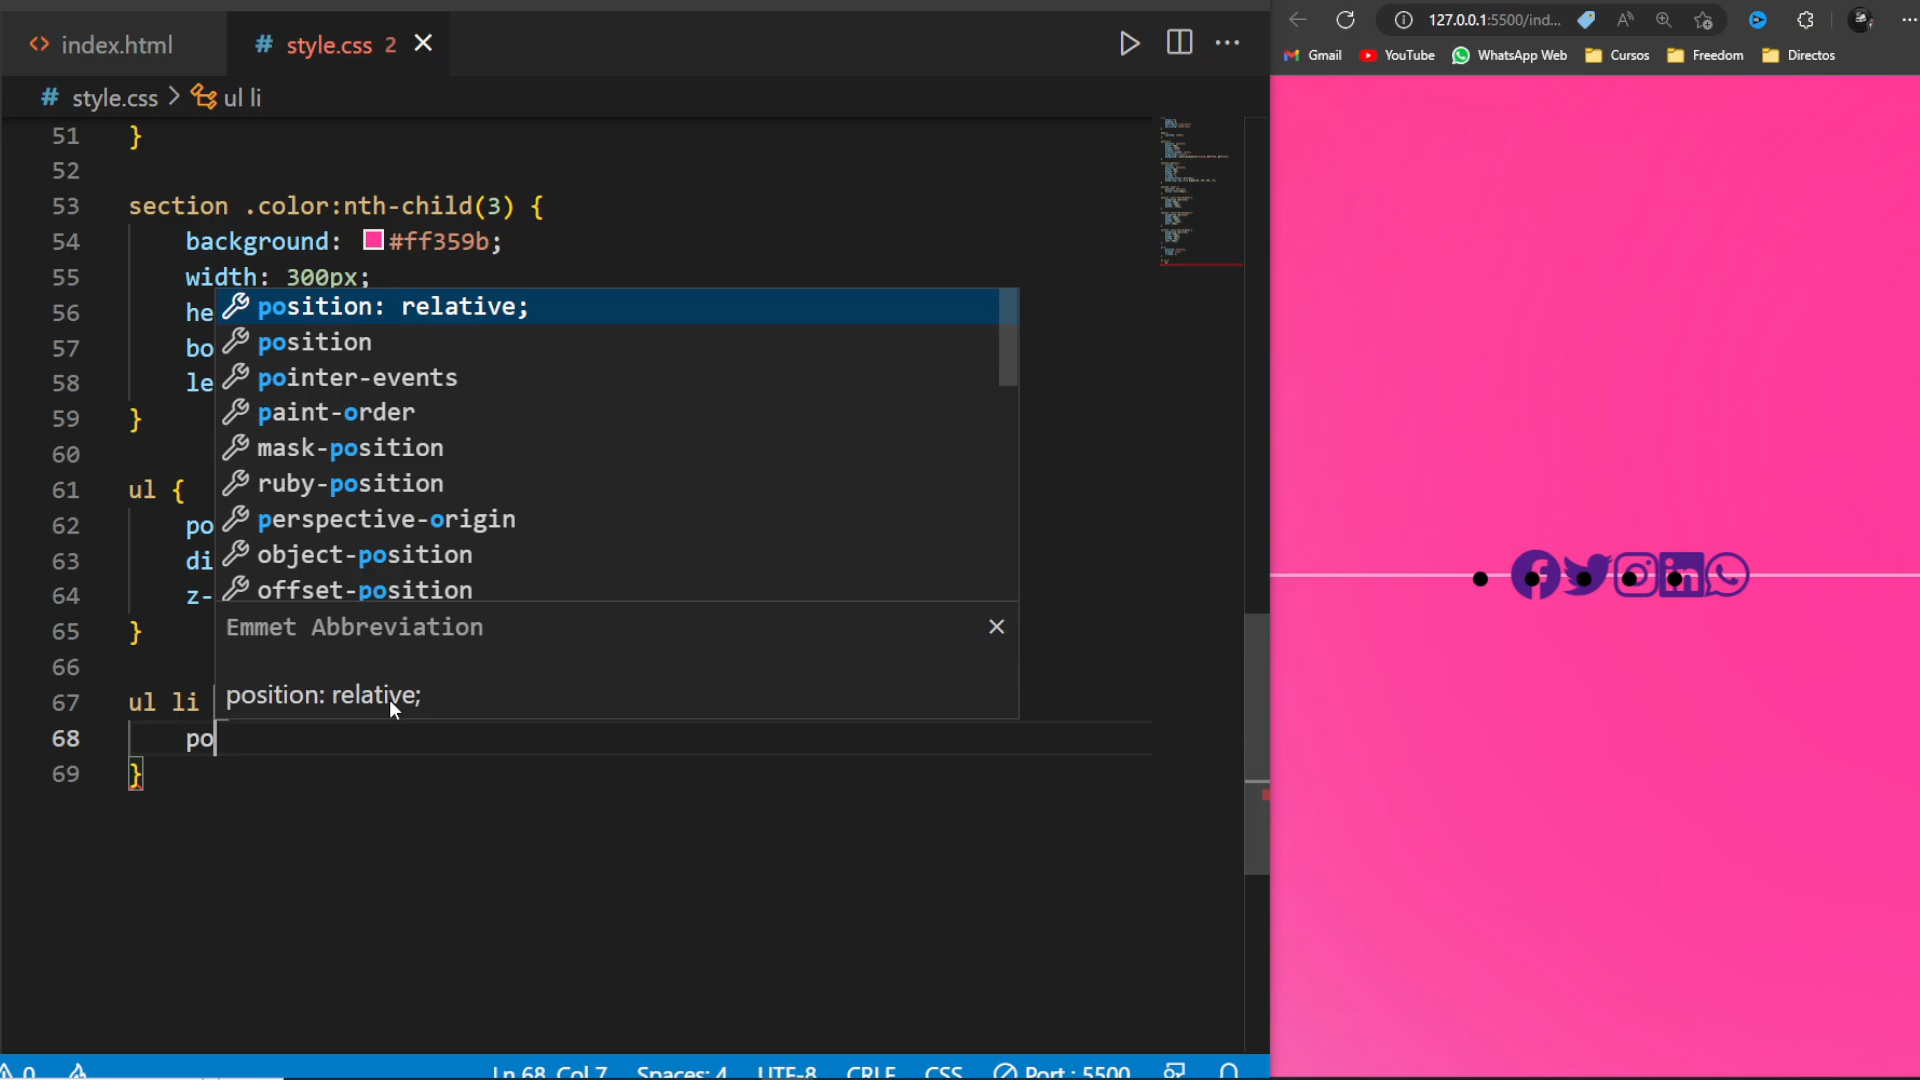 index.html
style.css 2
style.css > ul li
51 }
52
53 section .color:nth-child(3) {
54 background: #ff359b;
55 width: 300px;
56 he
57 bo
58 le
59 }
60
61 ul {
62 po
63 di
64 z-
65 }
66
67 ul li
68 po
69 }
position: relative;
position
pointer-events
paint-order
mask-position
ruby-position
perspective-origin
object-position
offset-position
Emmet Abbreviation
position: relative;
0
Ln 68, Col 7 Spaces: 4 UTF-8 CRLF CSS Port : 5500
127.0.0.1:5500/ind...
Gmail YouTube WhatsApp Web Cursos Freedom Directos